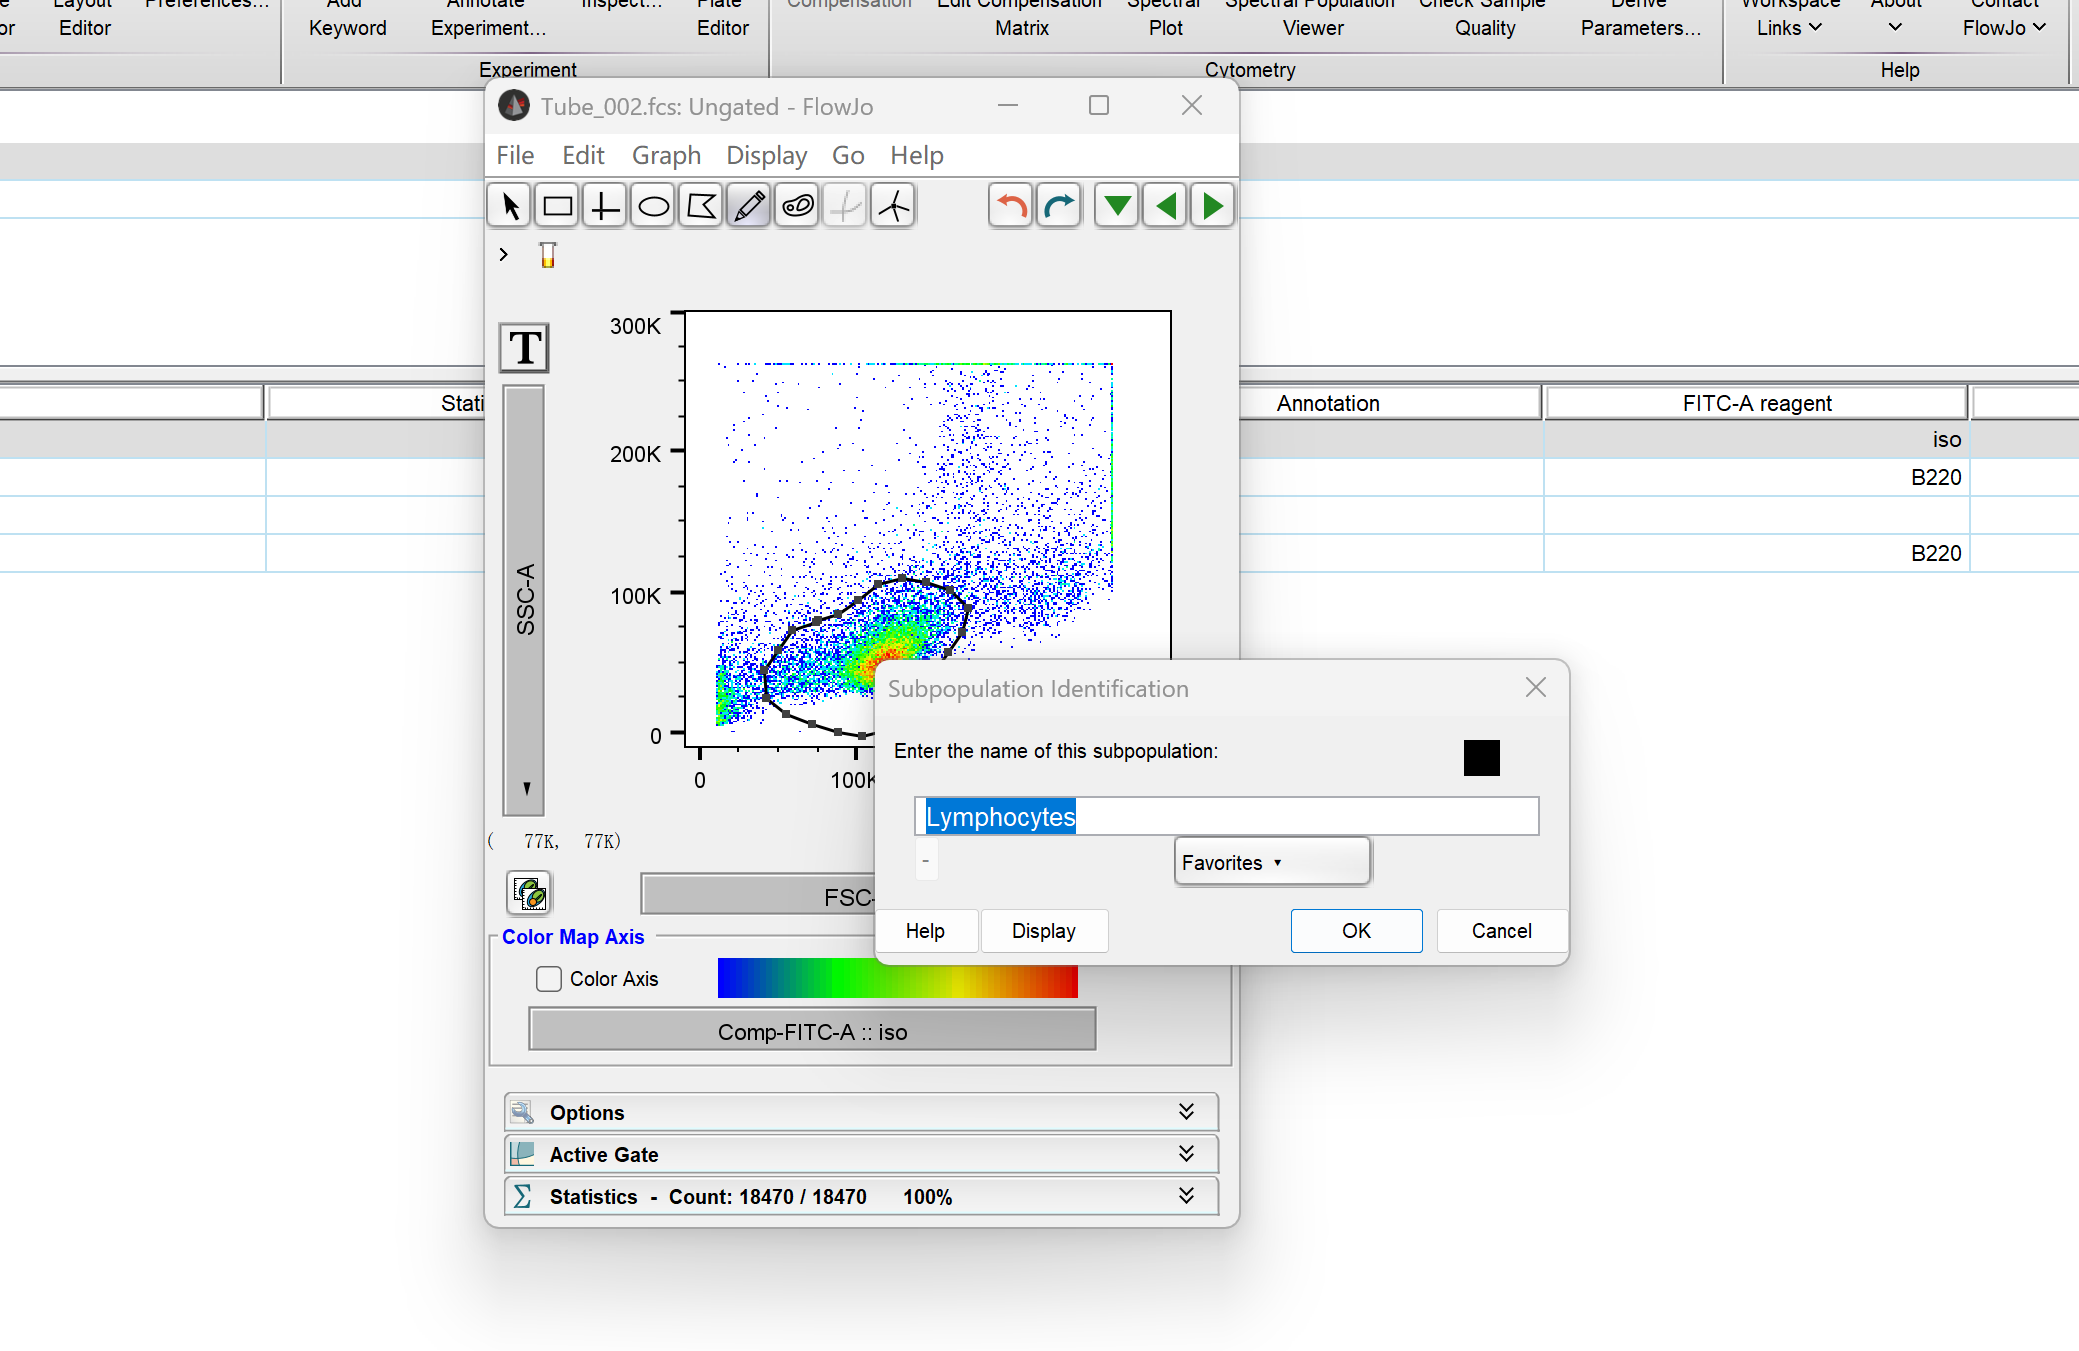 Layout
Editor
Preferences...
Add
Keyword
Annotate
Experiment...
Inspect...
Plate
Editor
Experiment
Compensation
Edit Compensation
Matrix
Spectral
Plot
Spectral Population
Viewer
Check Sample
Quality
Derive
Parameters...
Cytometry
Workspace
Links
About
Contact
FlowJo
Help
Tube_002.fcs: Ungated - FlowJo
File Edit Graph Display Go Help
T
300K
200K
100K
0
SSC-A
0
100K
( 77K, 77K)
FSC-
Color Map Axis
Color Axis
Comp-FITC-A :: iso
Options
Active Gate
Statistics - Count: 18470 / 18470 100%
Stati
Annotation
FITC-A reagent
iso
B220
B220
Subpopulation Identification
Enter the name of this subpopulation:
Lymphocytes
-
Favorites
Help
Display
OK
Cancel